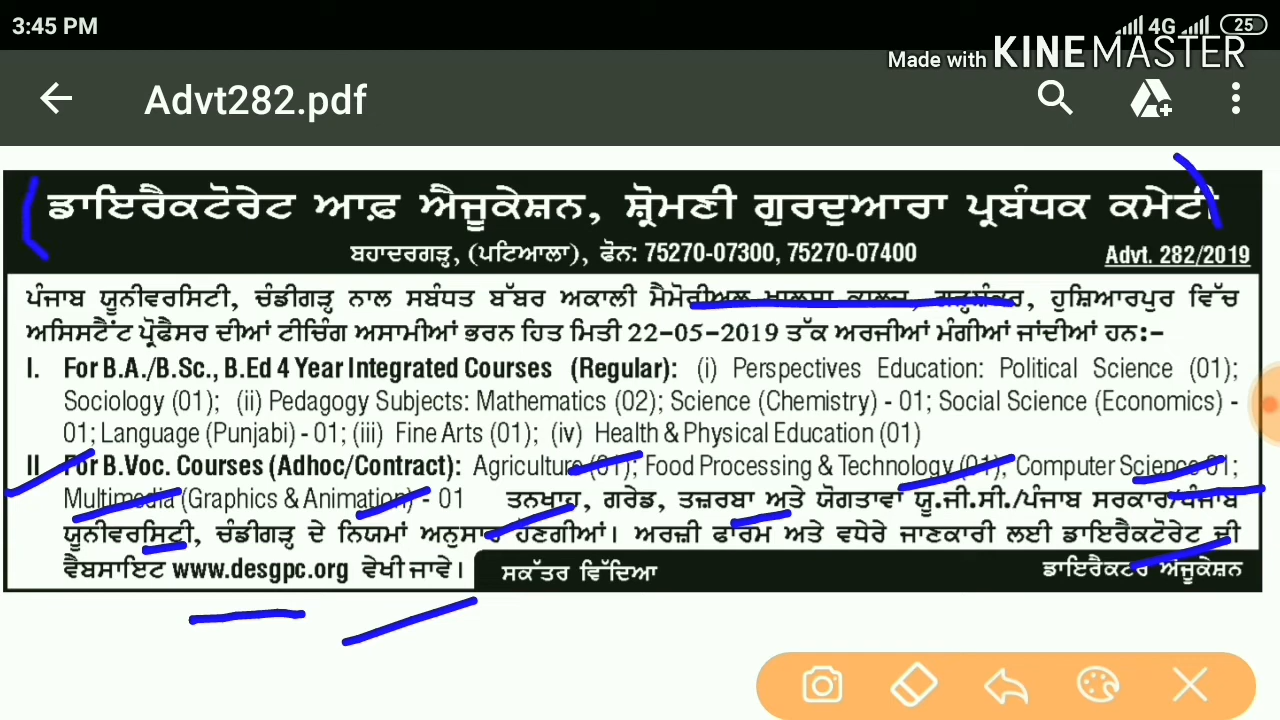 3:45 PM
4G 25
Made with KINEMASTER
Advt282.pdf
ਡਾਇਰੈਕਟੋਰੇਟ ਆਫ਼ ਐਜੂਕੇਸ਼ਨ, ਸ਼੍ਰੋਮਣੀ ਗੁਰਦੁਆਰਾ ਪ੍ਰਬੰਧਕ ਕਮੇਟੀ
ਬਹਾਦਰਗੜ੍ਹ, (ਪਟਿਆਲਾ), ਫੋਨ: 75270-07300, 75270-07400 Advt. 282/2019
ਪੰਜਾਬ ਯੂਨੀਵਰਸਿਟੀ, ਚੰਡੀਗੜ੍ਹ ਨਾਲ ਸਬੰਧਤ ਬੱਬਰ ਅਕਾਲੀ ਮੈਮੋਰੀਅਲ ਖਾਲਸਾ ਕਾਲਜ, ਗੜ੍ਹਸ਼ੰਕਰ, ਹੁਸ਼ਿਆਰਪੁਰ ਵਿੱਚ
ਅਸਿਸਟੈਂਟ ਪ੍ਰੋਫੈਸਰ ਦੀਆਂ ਟੀਚਿੰਗ ਅਸਾਮੀਆਂ ਭਰਨ ਹਿਤ ਮਿਤੀ 22-05-2019 ਤੱਕ ਅਰਜੀਆਂ ਮੰਗੀਆਂ ਜਾਂਦੀਆਂ ਹਨ:-
I. For B.A./B.Sc., B.Ed 4 Year Integrated Courses (Regular): (i) Perspectives Education: Political Science (01);
Sociology (01); (ii) Pedagogy Subjects: Mathematics (02); Science (Chemistry) - 01; Social Science (Economics) -
01; Language (Punjabi) - 01; (iii) Fine Arts (01); (iv) Health & Physical Education (01)
II For B.Voc. Courses (Adhoc/Contract): Agriculture (01); Food Processing & Technology (01); Computer Science 01;
Multimedia (Graphics & Animation) - 01 ਤਨਖਾਹ, ਗਰੇਡ, ਤਜ਼ਰਬਾ ਅਤੇ ਯੋਗਤਾਵਾਂ ਯੂ.ਜੀ.ਸੀ./ਪੰਜਾਬ ਸਰਕਾਰ/ਪੰਜਾਬ
ਯੂਨੀਵਰਸਿਟੀ, ਚੰਡੀਗੜ੍ਹ ਦੇ ਨਿਯਮਾਂ ਅਨੁਸਾਰ ਹੋਣਗੀਆਂ। ਅਰਜ਼ੀ ਫਾਰਮ ਅਤੇ ਵਧੇਰੇ ਜਾਣਕਾਰੀ ਲਈ ਡਾਇਰੈਕਟੋਰੇਟ ਦੀ
ਵੈਬਸਾਇਟ www.desgpc.org ਵੇਖੀ ਜਾਵੇ। ਸਕੱਤਰ ਵਿੱਦਿਆ ਡਾਇਰੈਕਟਰ ਐਜੂਕੇਸ਼ਨ